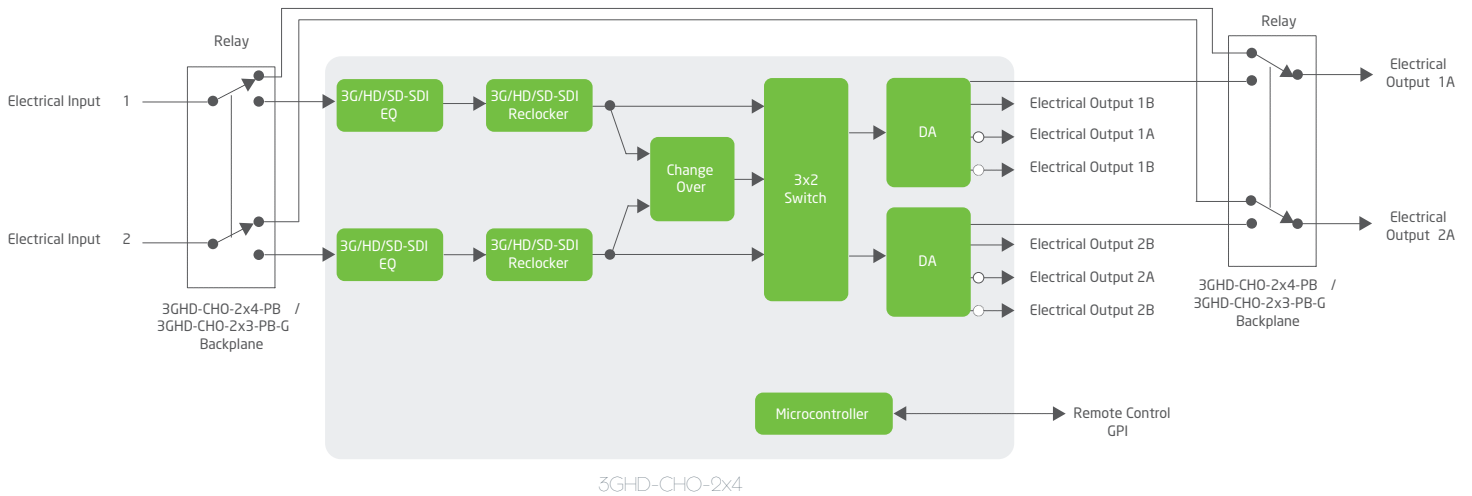 Relay
Electrical Input 1
Electrical Input 2
3GHD-CHO-2x4-PB /
3GHD-CHO-2x3-PB-G
Backplane
3G/HD/SD-SDI
EQ
3G/HD/SD-SDI
Reclocker
3G/HD/SD-SDI
EQ
3G/HD/SD-SDI
Reclocker
Change
Over
3x2
Switch
DA
DA
Electrical Output 1B
Electrical Output 1A
Electrical Output 1B
Electrical Output 2B
Electrical Output 2A
Electrical Output 2B
Microcontroller
Remote Control
GPI
Relay
Electrical
Output 1A
Electrical
Output 2A
3GHD-CHO-2x4-PB /
3GHD-CHO-2x3-PB-G
Backplane
3GHD-CHO-2x4